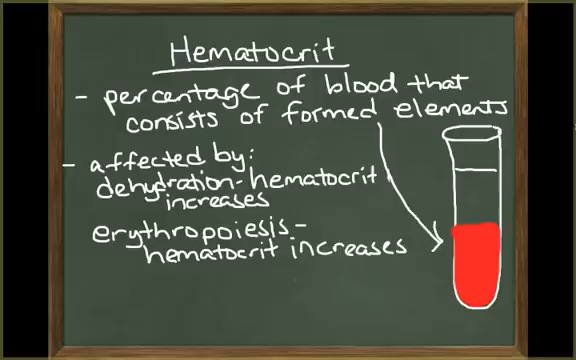 Hematocrit
- percentage of blood that
consists of formed elements
- affected by:
dehydration - hematocrit
increases
erythropoiesis -
hematocrit increases